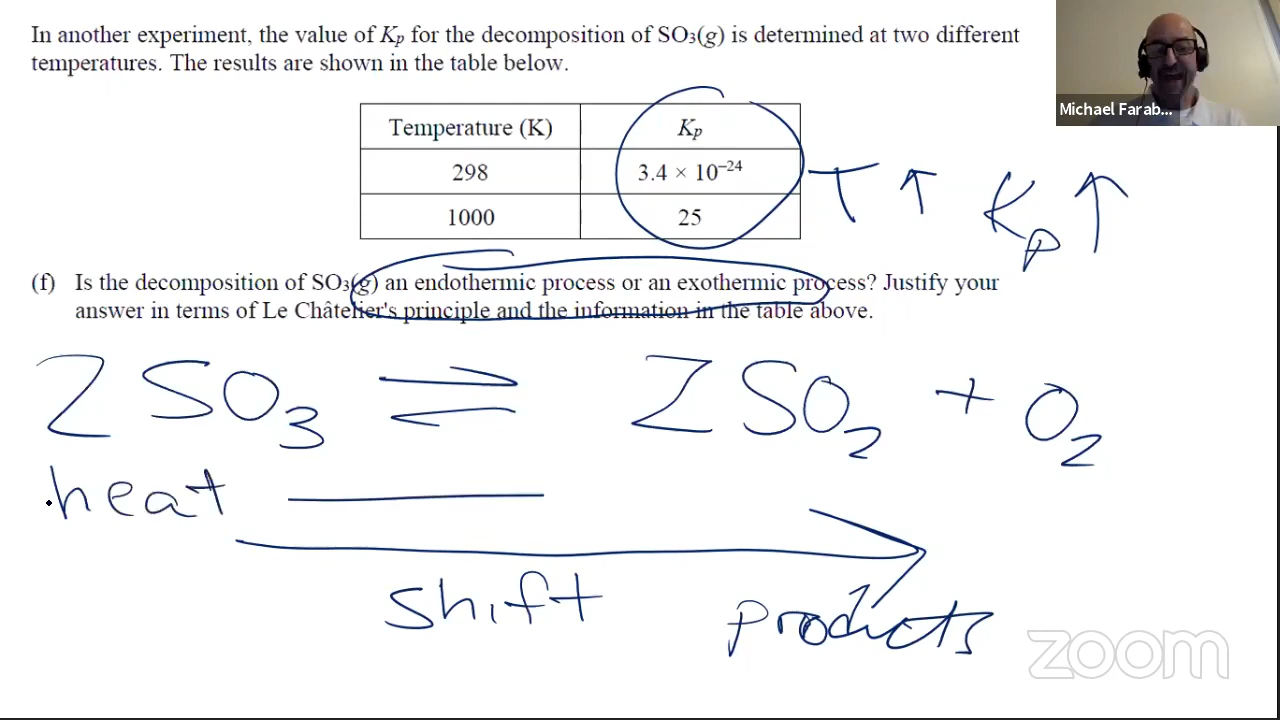 In another experiment, the value of Kp for the decomposition of SO3(g) is determined at two different
temperatures. The results are shown in the table below.
Michael Farab...
Temperature (K) Kp
298 3.4 × 10−24
1000 25
T ↑ Kp ↑
(f) Is the decomposition of SO3(g) an endothermic process or an exothermic process? Justify your
answer in terms of Le Châtelier's principle and the information in the table above.
2 SO3 ⇌ 2 SO2 + O2
heat
shift products
zoom